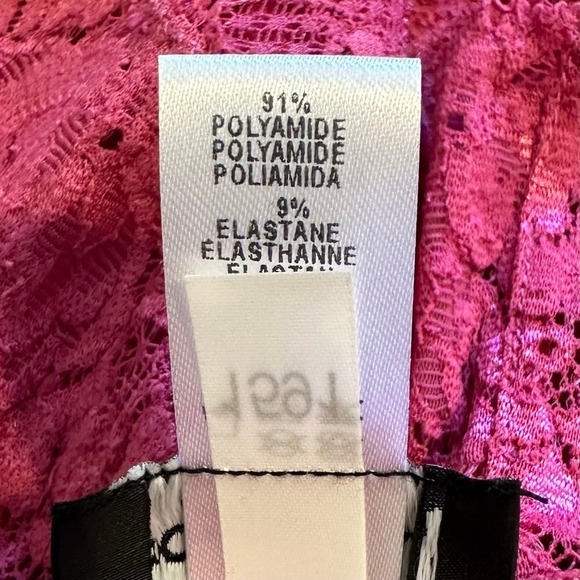 91%
POLYAMIDE
POLYAMIDE
POLIAMIDA
9%
ELASTANE
ÉLASTHANNE